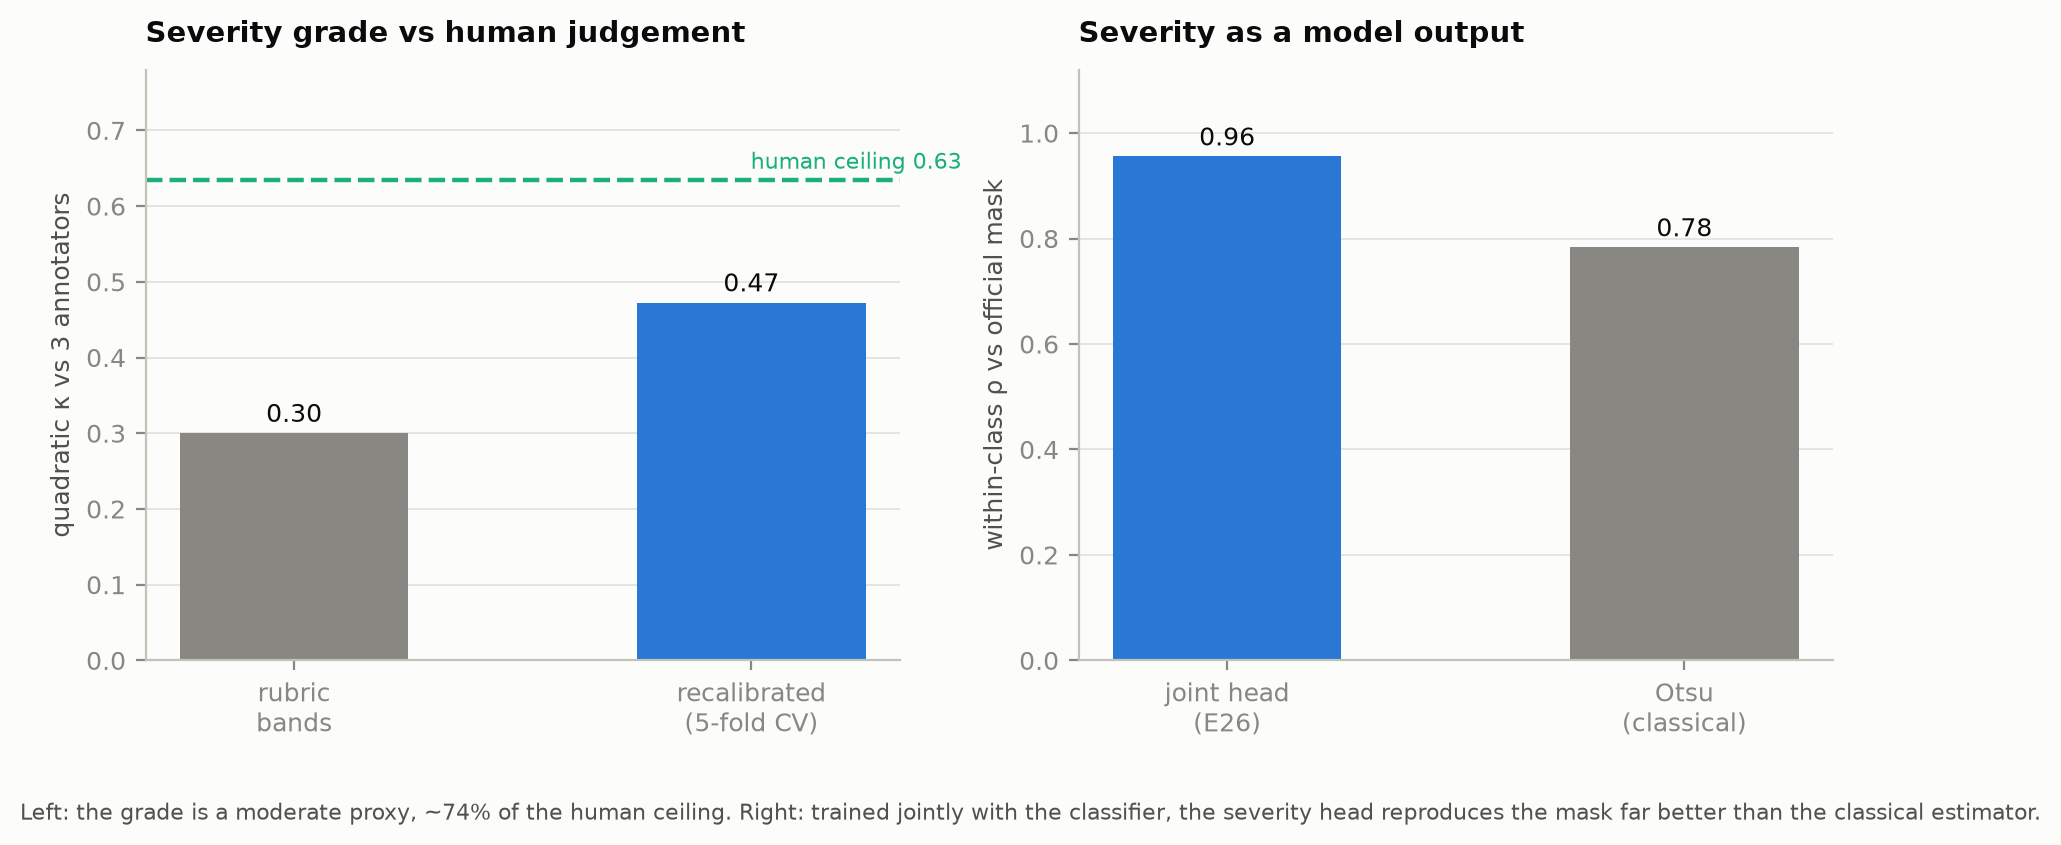 Severity grade vs human judgement
quadratic κ vs 3 annotators
0.7
0.6
0.5
0.4
0.3
0.2
0.1
0.0
human ceiling 0.63
0.30
0.47
rubric
bands
recalibrated
(5-fold CV)
Severity as a model output
within-class ρ vs official mask
1.0
0.8
0.6
0.4
0.2
0.0
0.96
0.78
joint head
(E26)
Otsu
(classical)
Left: the grade is a moderate proxy, ~74% of the human ceiling. Right: trained jointly with the classifier, the severity head reproduces the mask far better than the classical estimator.